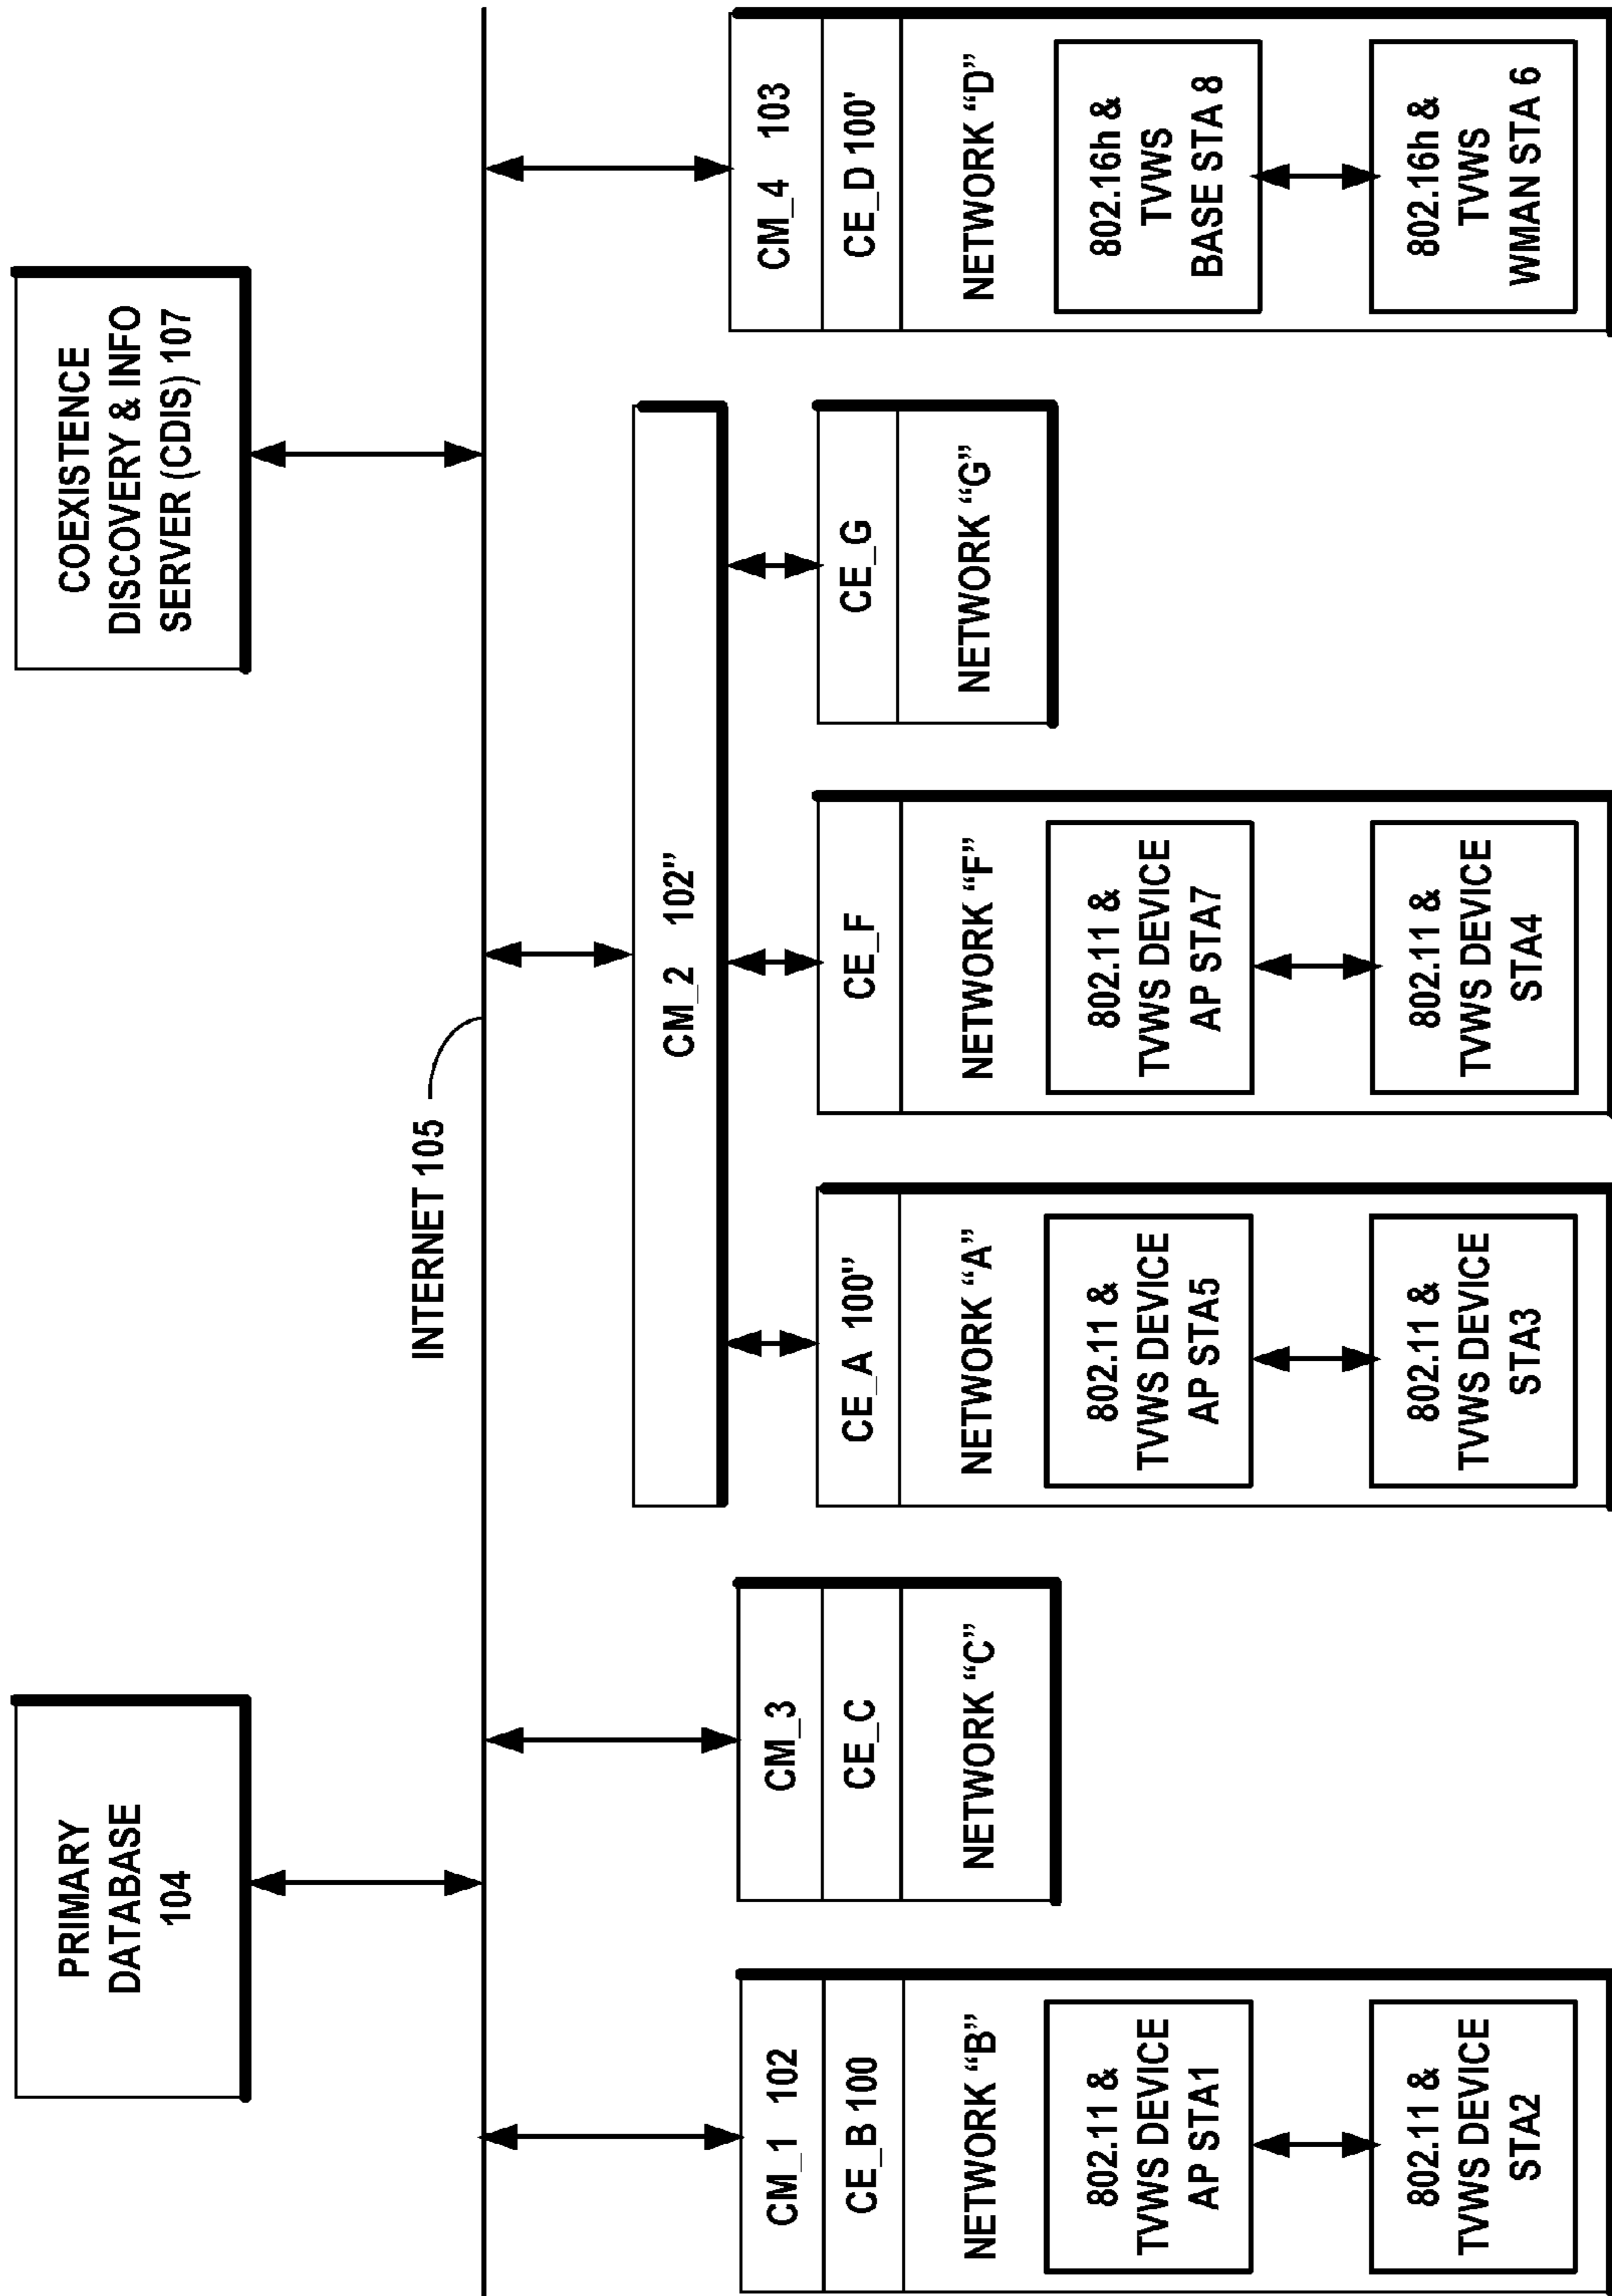 PRIMARY
DATABASE
104
COEXISTENCE
DISCOVERY & INFO
SERVER (CDIS) 107
INTERNET 105
CM_1 102
CE_B 100
NETWORK “B”
802.11 &
TVWS DEVICE
AP STA1
802.11 &
TVWS DEVICE
STA2
CM_3
CE_C
NETWORK “C”
CM_2 102”
CE_A 100”
NETWORK “A”
802.11 &
TVWS DEVICE
AP STA5
802.11 &
TVWS DEVICE
STA3
CE_F
NETWORK “F”
802.11 &
TVWS DEVICE
AP STA7
802.11 &
TVWS DEVICE
STA4
CE_G
NETWORK “G”
CM_4 103
CE_D 100'
NETWORK “D”
802.16h &
TVWS
BASE STA 8
802.16h &
TVWS
WMAN STA 6